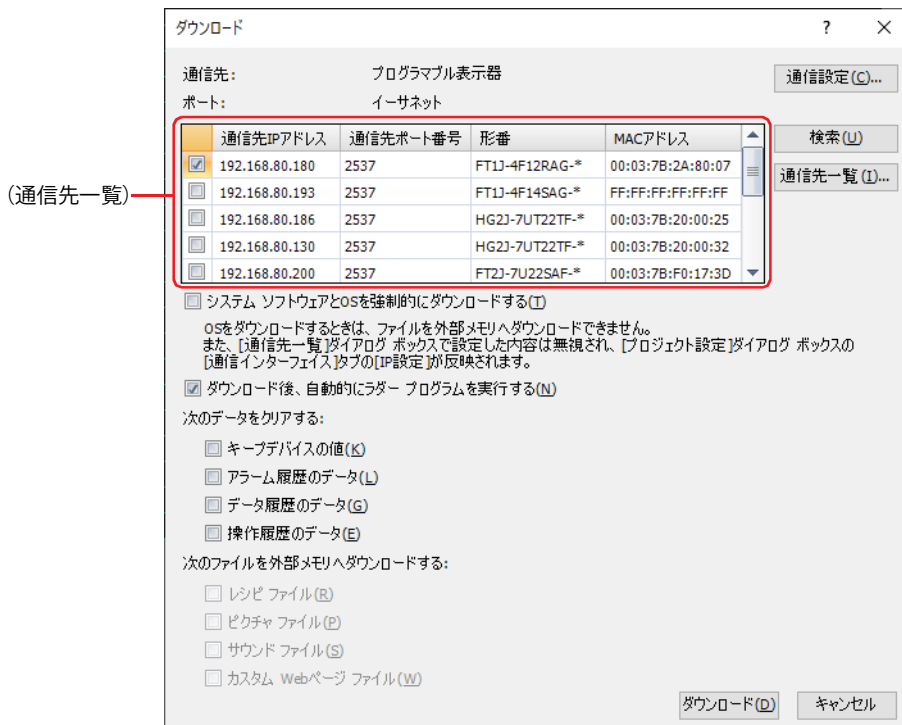 ダウンロード
通信先: プログラマブル表示器
通信設定(C)...
ポート: イーサネット
通信先IPアドレス 通信先ポート番号 形番 MACアドレス
検索(U)
192.168.80.180 2537 FT1J-4F12RAG-* 00:03:7B:2A:80:07
通信先一覧(I)...
(通信先一覧)
192.168.80.193 2537 FT1J-4F14SAG-* FF:FF:FF:FF:FF:FF
192.168.80.186 2537 HG2J-7UT22TF-* 00:03:7B:20:00:25
192.168.80.130 2537 HG2J-7UT22TF-* 00:03:7B:20:00:32
192.168.80.200 2537 FT2J-7U22SAF-* 00:03:7B:F0:17:3D
システム ソフトウェアとOSを強制的にダウンロードする(T)
OSをダウンロードするときは、ファイルを外部メモリへダウンロードできません。
また、[通信先一覧]ダイアログ ボックスで設定した内容は無視され、[プロジェクト設定]ダイアログ ボックスの
[通信インターフェイス]タブの[IP設定]が反映されます。
ダウンロード後、自動的にラダー プログラムを実行する(N)
次のデータをクリアする:
キープデバイスの値(K)
アラーム履歴のデータ(L)
データ履歴のデータ(G)
操作履歴のデータ(E)
次のファイルを外部メモリへダウンロードする:
レシピ ファイル(R)
ピクチャ ファイル(P)
サウンド ファイル(S)
カスタム Webページ ファイル(W)
ダウンロード(D) キャンセル